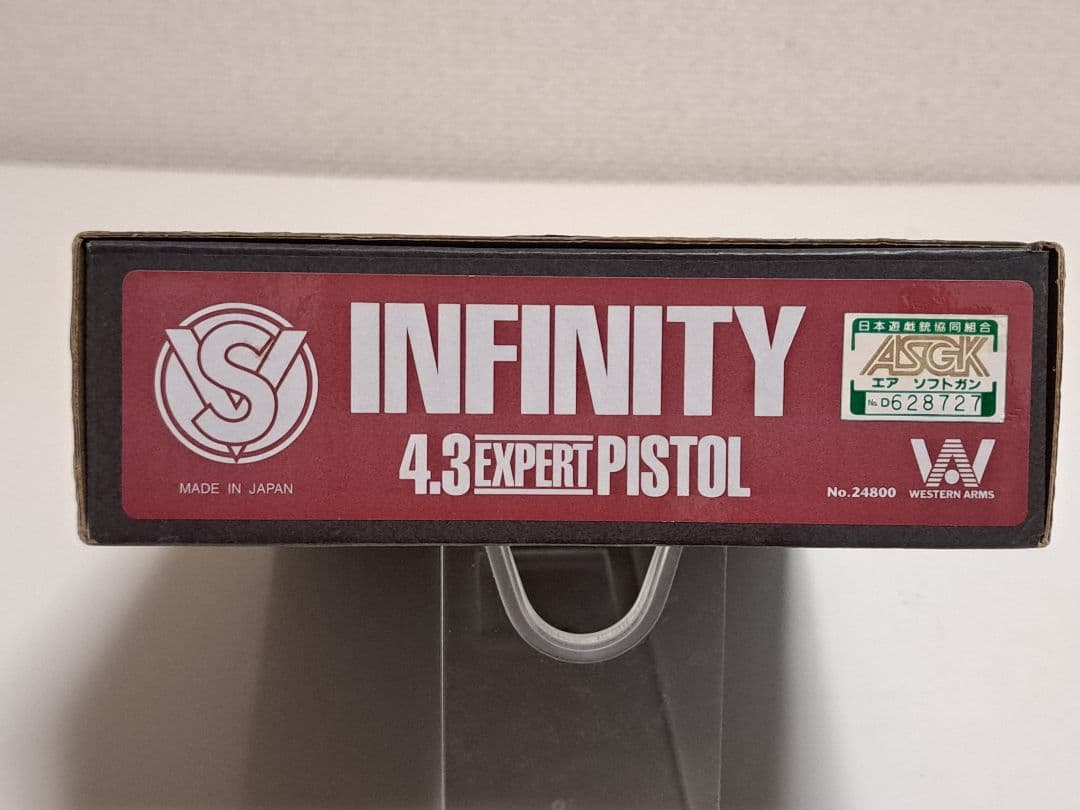 SV
INFINITY
4.3 EXPERT PISTOL
MADE IN JAPAN
日本遊戯銃協同組合
ASGK
エア ソフトガン
No. D628727
No.24800
W
WESTERN ARMS